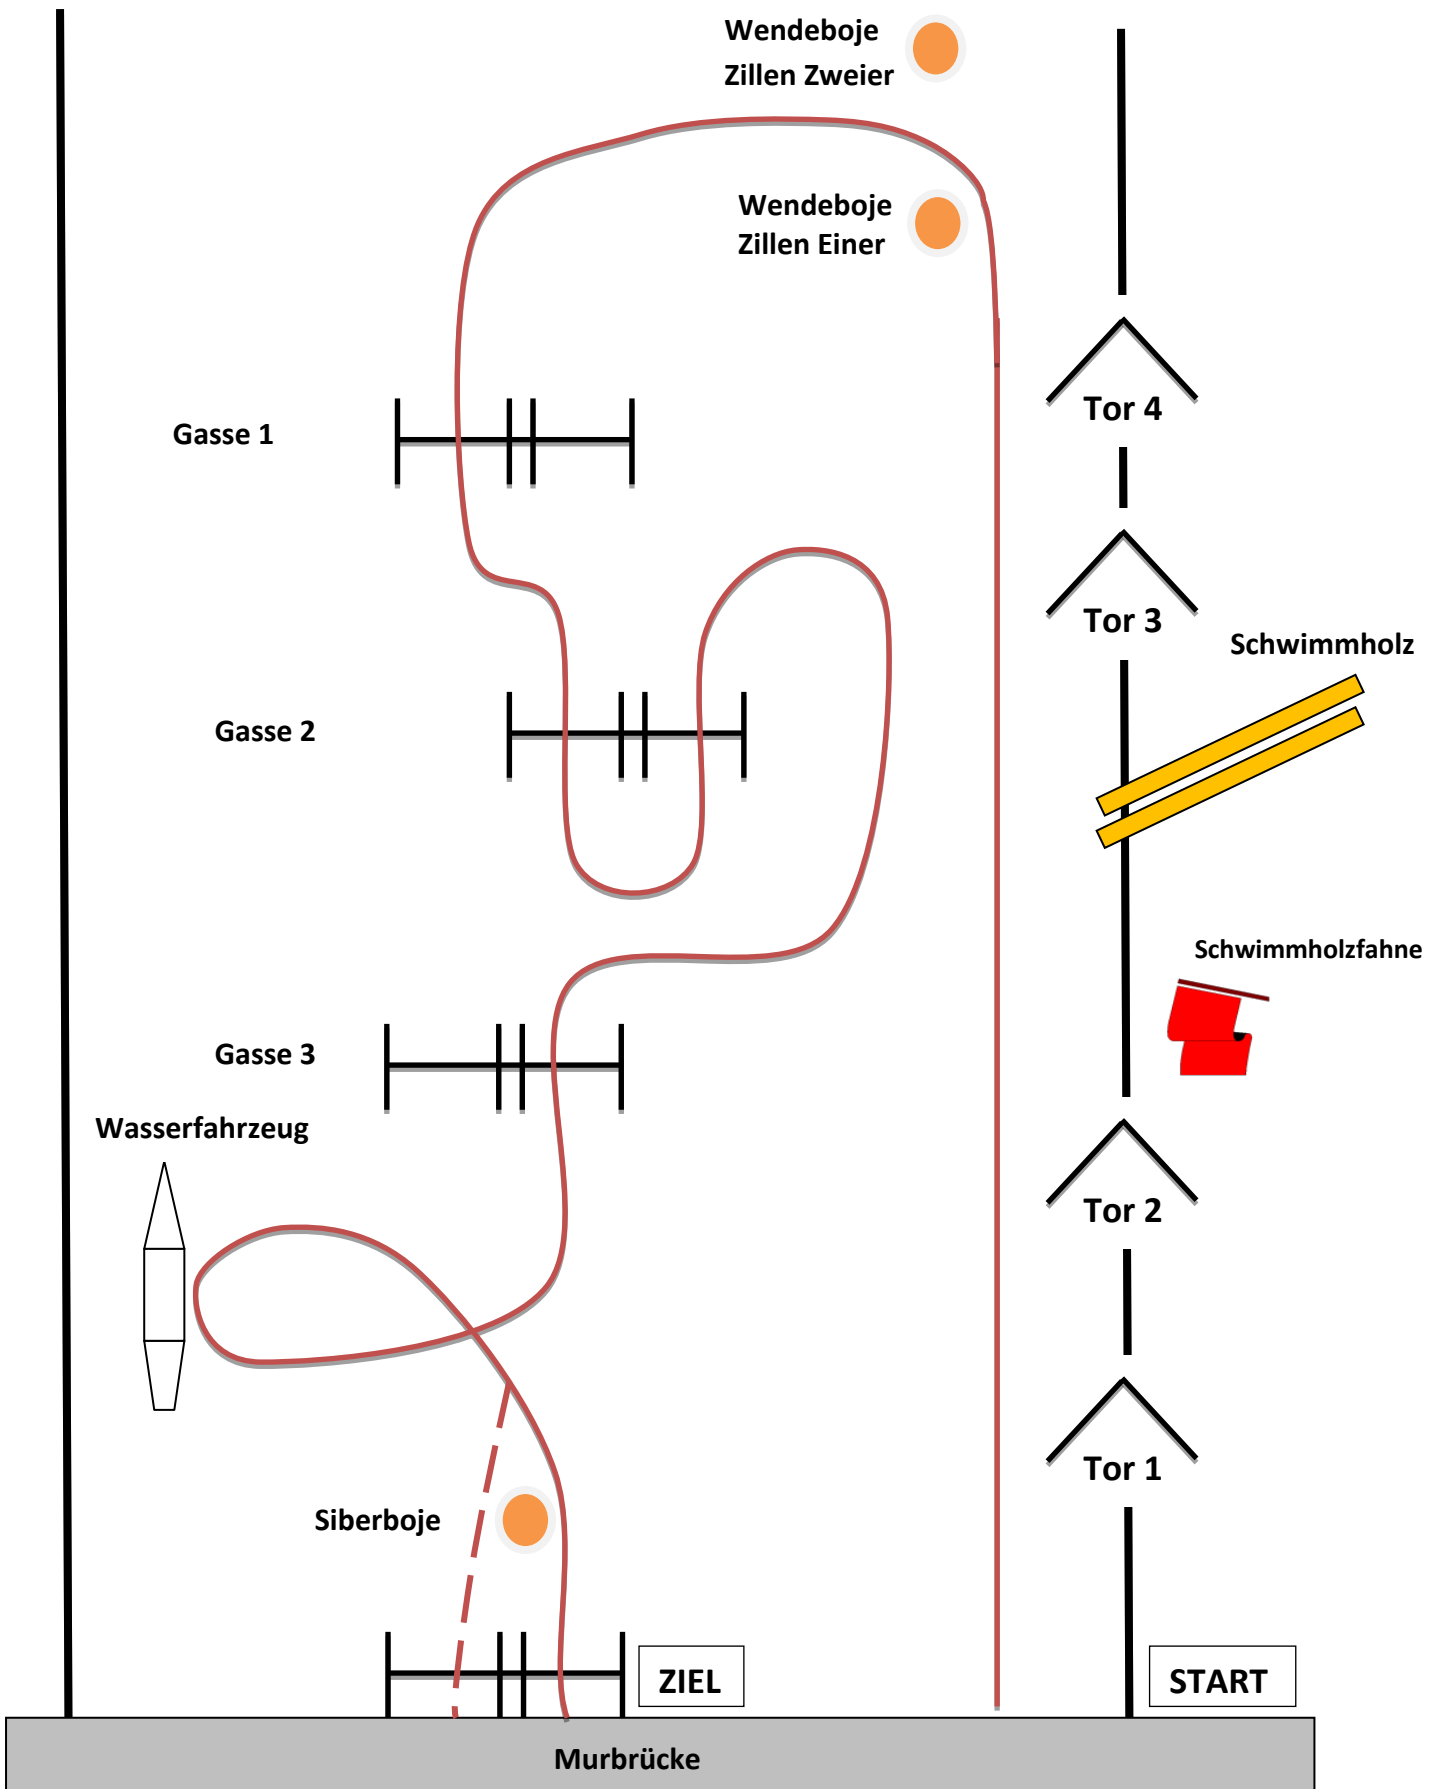 Wendeboje
Zillen Zweier
Wendeboje
Zillen Einer
Tor 4
Gasse 1
Tor 3
Schwimmholz
Gasse 2
Schwimmholzfahne
Gasse 3
Wasserfahrzeug
Tor 2
Tor 1
Siberboje
ZIEL
START
Murbrücke